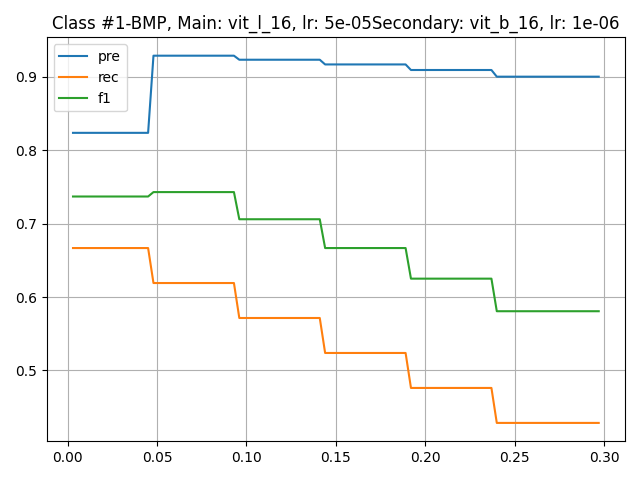 Class #1-BMP, Main: vit_l_16, lr: 5e-05Secondary: vit_b_16, lr: 1e-06
pre
rec
f1
0.9
0.8
0.7
0.6
0.5
0.00 0.05 0.10 0.15 0.20 0.25 0.30